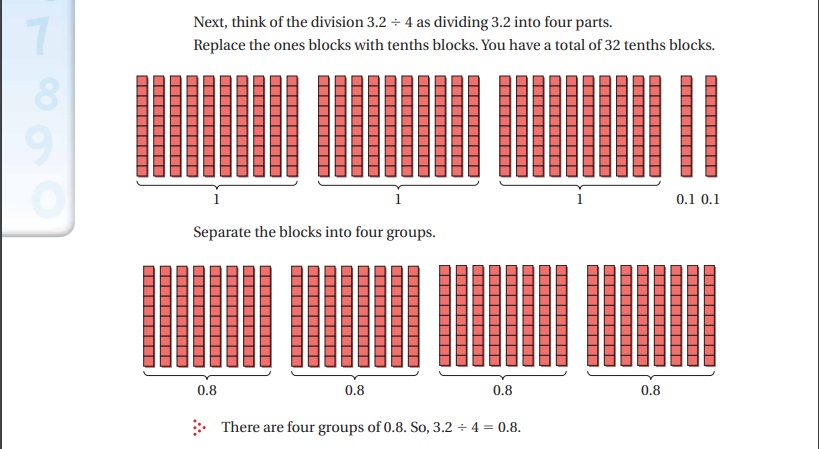 7
8
9
0
Next, think of the division 3.2 ÷ 4 as dividing 3.2 into four parts.
Replace the ones blocks with tenths blocks. You have a total of 32 tenths blocks.
1 1 1 0.1 0.1
Separate the blocks into four groups.
0.8 0.8 0.8 0.8
There are four groups of 0.8. So, 3.2 ÷ 4 = 0.8.